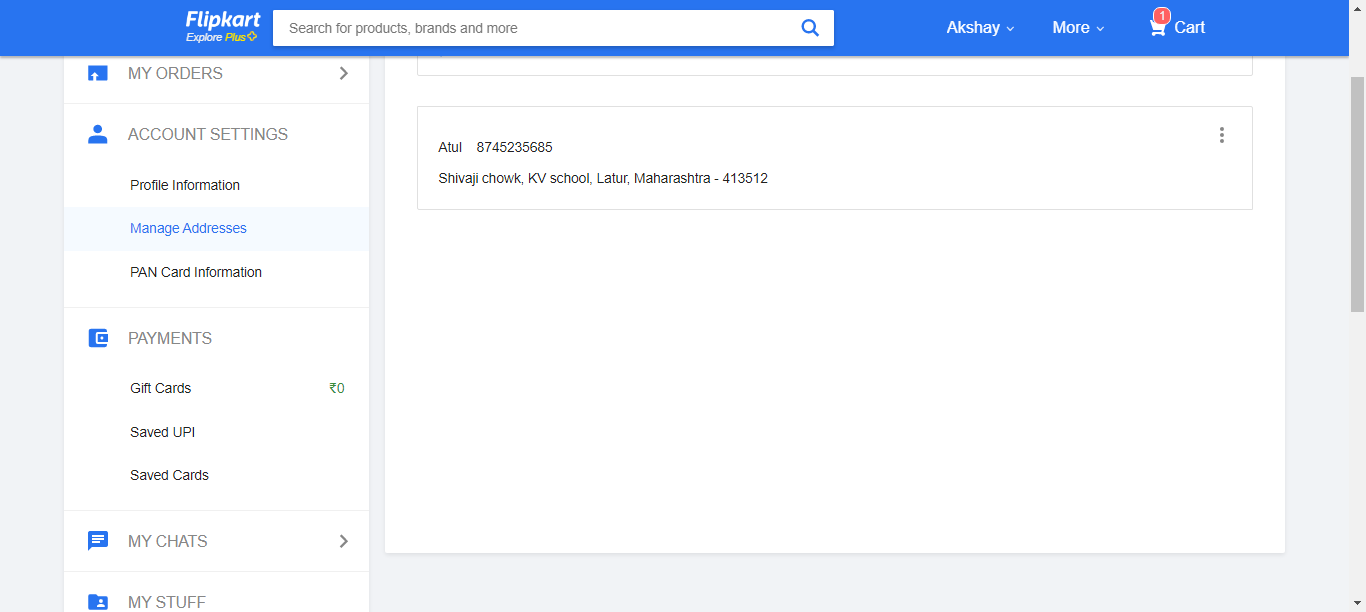 Flipkart
Explore Plus
Search for products, brands and more
Akshay
More
1
Cart
MY ORDERS
ACCOUNT SETTINGS
Profile Information
Manage Addresses
PAN Card Information
PAYMENTS
Gift Cards ₹0
Saved UPI
Saved Cards
MY CHATS
MY STUFF
Atul 8745235685
Shivaji chowk, KV school, Latur, Maharashtra - 413512